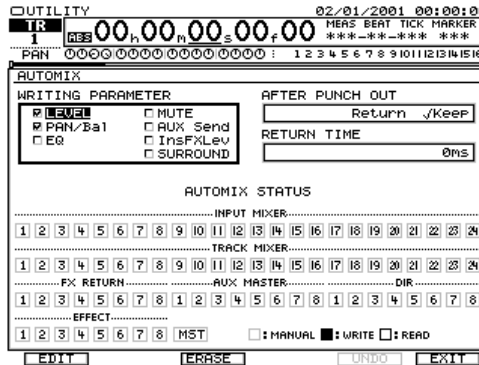 UTILITY 02/01/2001 00:00:0
TR 1 ABS 00h00m00s00f00 MEAS BEAT TICK MARKER
***-**-*** ***
PAN 1 2 3 4 5 6 7 8 9 10 11 12 13 14 15 16
AUTOMIX
WRITING PARAMETER AFTER PUNCH OUT
LEVEL MUTE Return √Keep
PAN/Bal AUX Send RETURN TIME
EQ InsFXLev 0ms
SURROUND
AUTOMIX STATUS
INPUT MIXER
1 2 3 4 5 6 7 8 9 10 11 12 13 14 15 16 17 18 19 20 21 22 23 24
TRACK MIXER
1 2 3 4 5 6 7 8 9 10 11 12 13 14 15 16 17 18 19 20 21 22 23 24
FX RETURN AUX MASTER DIR
1 2 3 4 5 6 7 8 1 2 3 4 5 6 7 8 1 2 3 4 5 6 7 8
EFFECT
1 2 3 4 5 6 7 8 MST :MANUAL :WRITE :READ
EDIT ERASE UNDO EXIT